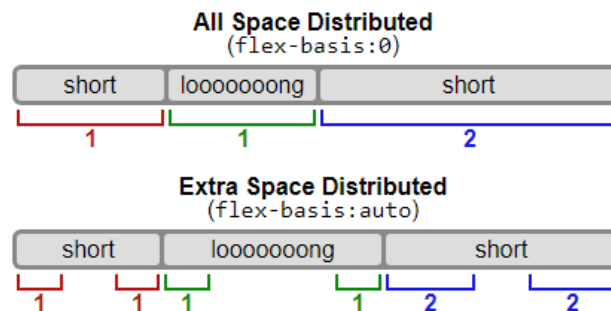 All Space Distributed
(flex-basis:0)
short looooooong short
1 1 2
Extra Space Distributed
(flex-basis:auto)
short looooooong short
1 1 1 1 2 2